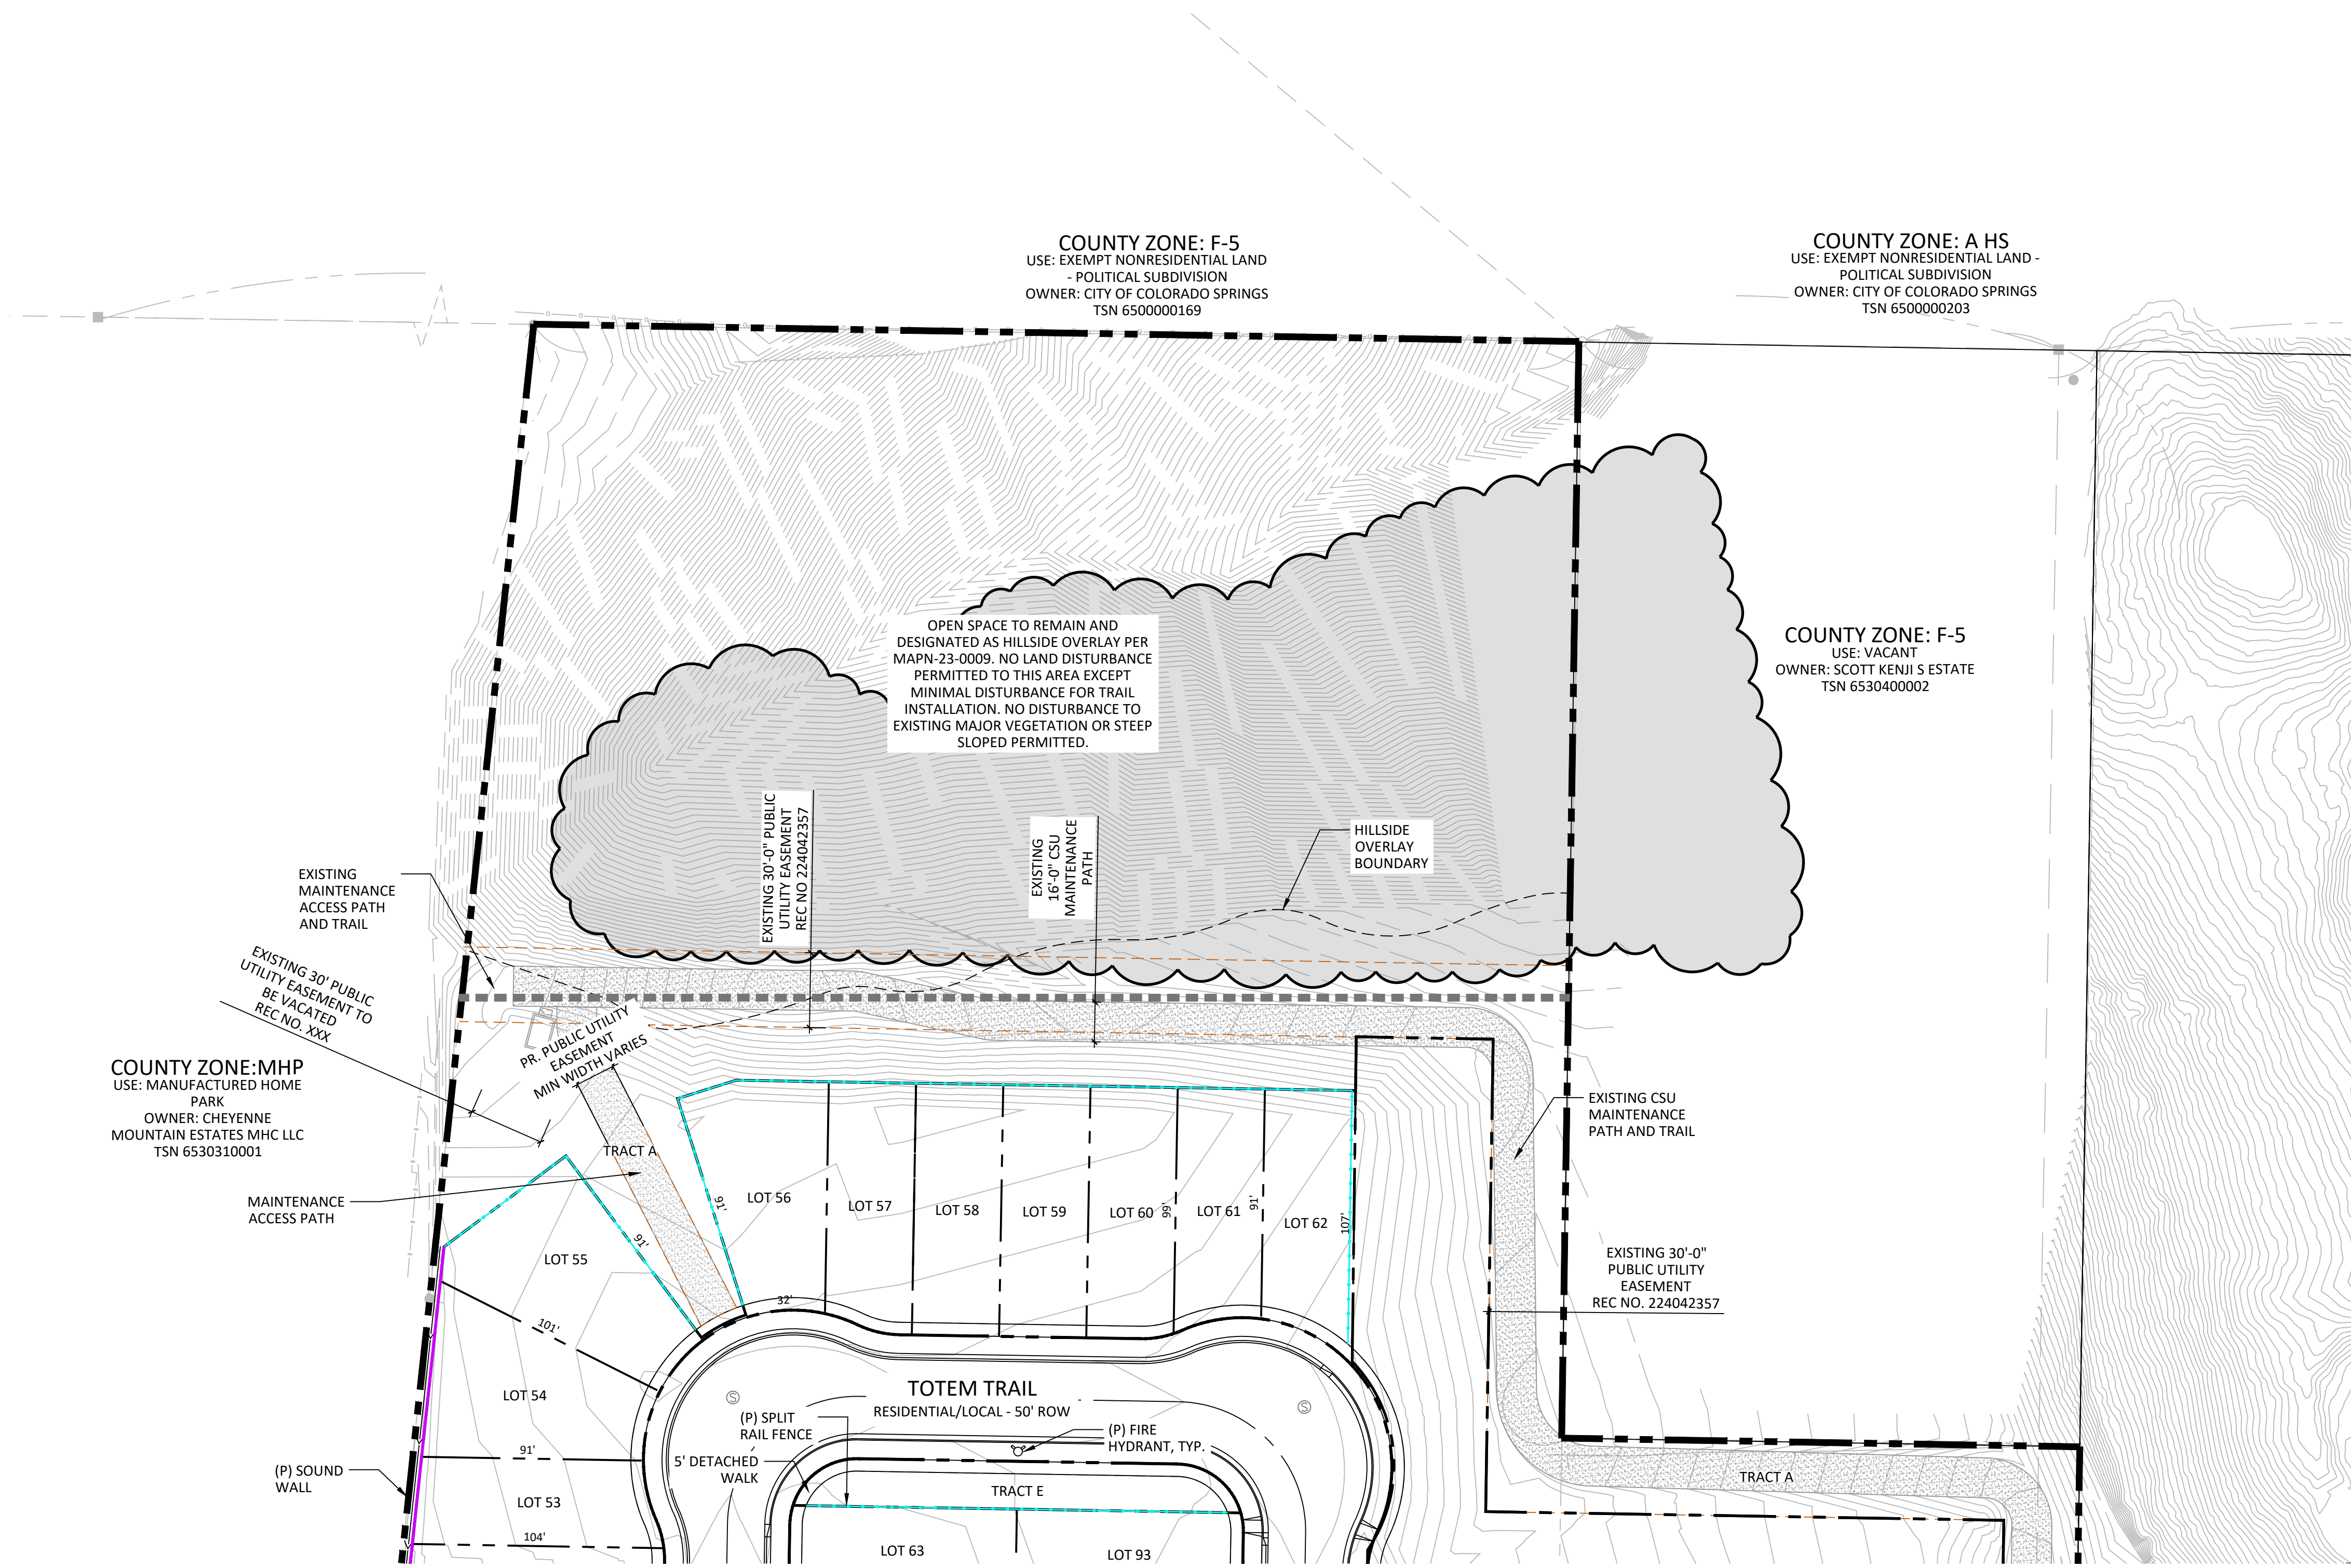 COUNTY ZONE: F-5
USE: EXEMPT NONRESIDENTIAL LAND
- POLITICAL SUBDIVISION
OWNER: CITY OF COLORADO SPRINGS
TSN 6500000169
COUNTY ZONE: A HS
USE: EXEMPT NONRESIDENTIAL LAND -
POLITICAL SUBDIVISION
OWNER: CITY OF COLORADO SPRINGS
TSN 6500000203
OPEN SPACE TO REMAIN AND
DESIGNATED AS HILLSIDE OVERLAY PER
MAPN-23-0009. NO LAND DISTURBANCE
PERMITTED TO THIS AREA EXCEPT
MINIMAL DISTURBANCE FOR TRAIL
INSTALLATION. NO DISTURBANCE TO
EXISTING MAJOR VEGETATION OR STEEP
SLOPED PERMITTED.
COUNTY ZONE: F-5
USE: VACANT
OWNER: SCOTT KENJI S ESTATE
TSN 6530400002
EXISTING 30'-0" PUBLIC
UTILITY EASEMENT
REC NO 224042357
EXISTING
16'-0" CSU
MAINTENANCE
PATH
HILLSIDE
OVERLAY
BOUNDARY
EXISTING
MAINTENANCE
ACCESS PATH
AND TRAIL
EXISTING 30' PUBLIC
UTILITY EASEMENT TO
BE VACATED
REC NO. XXX
PR. PUBLIC UTILITY
EASEMENT
MIN WIDTH VARIES
COUNTY ZONE:MHP
USE: MANUFACTURED HOME
PARK
OWNER: CHEYENNE
MOUNTAIN ESTATES MHC LLC
TSN 6530310001
EXISTING CSU
MAINTENANCE
PATH AND TRAIL
TRACT A
MAINTENANCE
ACCESS PATH
LOT 56
LOT 57
LOT 58
LOT 59
LOT 60
LOT 61
LOT 62
91'
99'
91'
107'
91'
LOT 55
EXISTING 30'-0"
PUBLIC UTILITY
EASEMENT
REC NO. 224042357
32'
101'
LOT 54
TOTEM TRAIL
RESIDENTIAL/LOCAL - 50' ROW
S
S
(P) SPLIT
RAIL FENCE
(P) FIRE
HYDRANT, TYP.
5' DETACHED
WALK
91'
(P) SOUND
WALL
TRACT E
TRACT A
LOT 53
104'
LOT 63
LOT 93